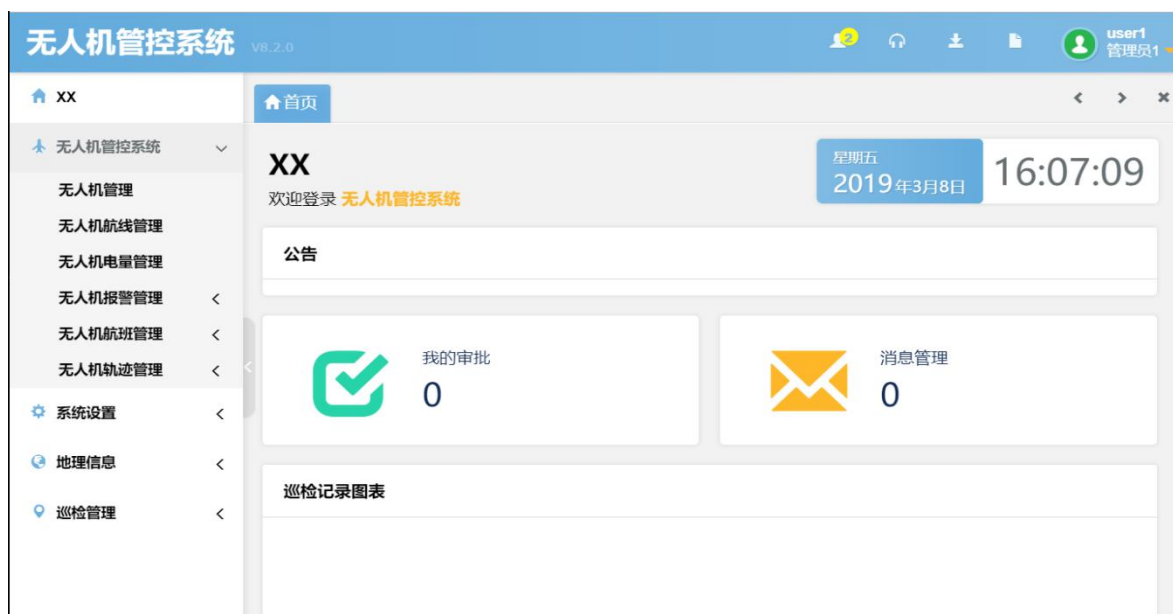 无人机管控系统 V8.2.0
2
user1
管理员1
XX
首页
无人机管控系统
无人机管理
无人机航线管理
无人机电量管理
无人机报警管理
无人机航班管理
无人机轨迹管理
系统设置
地理信息
巡检管理
XX
欢迎登录 无人机管控系统
星期五
2019年3月8日
16:07:09
公告
我的审批
0
消息管理
0
巡检记录图表